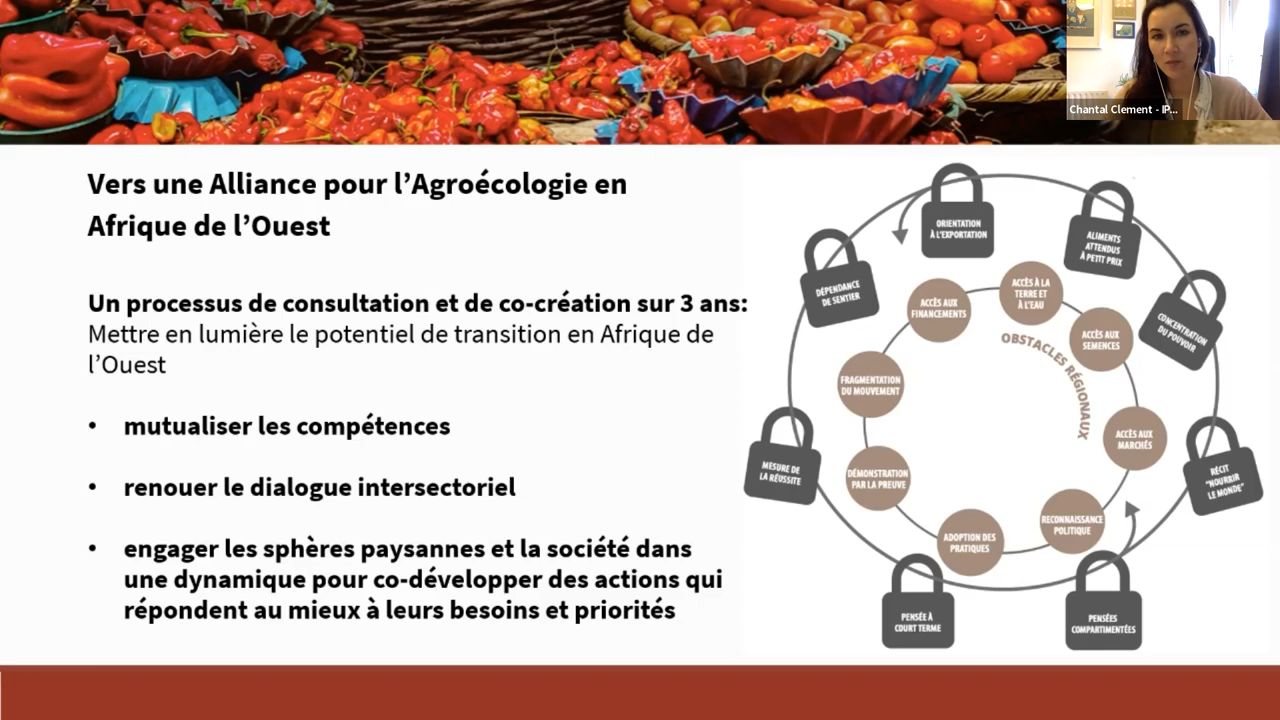 Chantal Clement - IP...
Vers une Alliance pour l’Agroécologie en
Afrique de l’Ouest
Un processus de consultation et de co-création sur 3 ans:
Mettre en lumière le potentiel de transition en Afrique de
l’Ouest
• mutualiser les compétences
• renouer le dialogue intersectoriel
• engager les sphères paysannes et la société dans
une dynamique pour co-développer des actions qui
répondent au mieux à leurs besoins et priorités
ORIENTATION
À L’EXPORTATION
ALIMENTS
ATTENDUS
À PETIT PRIX
CONCENTRATION
DU POUVOIR
RÉCIT
“NOURRIR
LE MONDE”
PENSÉES
COMPARTIMENTÉES
PENSÉE À
COURT TERME
MESURE DE
LA RÉUSSITE
DÉPENDANCE
DE SENTIER
ACCÈS AUX
FINANCEMENTS
ACCÈS À LA
TERRE ET
À L’EAU
ACCÈS AUX
SEMENCES
ACCÈS AUX
MARCHÉS
RECONNAISSANCE
POLITIQUE
ADOPTION DES
PRATIQUES
DÉMONSTRATION
PAR LA PREUVE
FRAGMENTATION
DU MOUVEMENT
OBSTACLES RÉGIONAUX